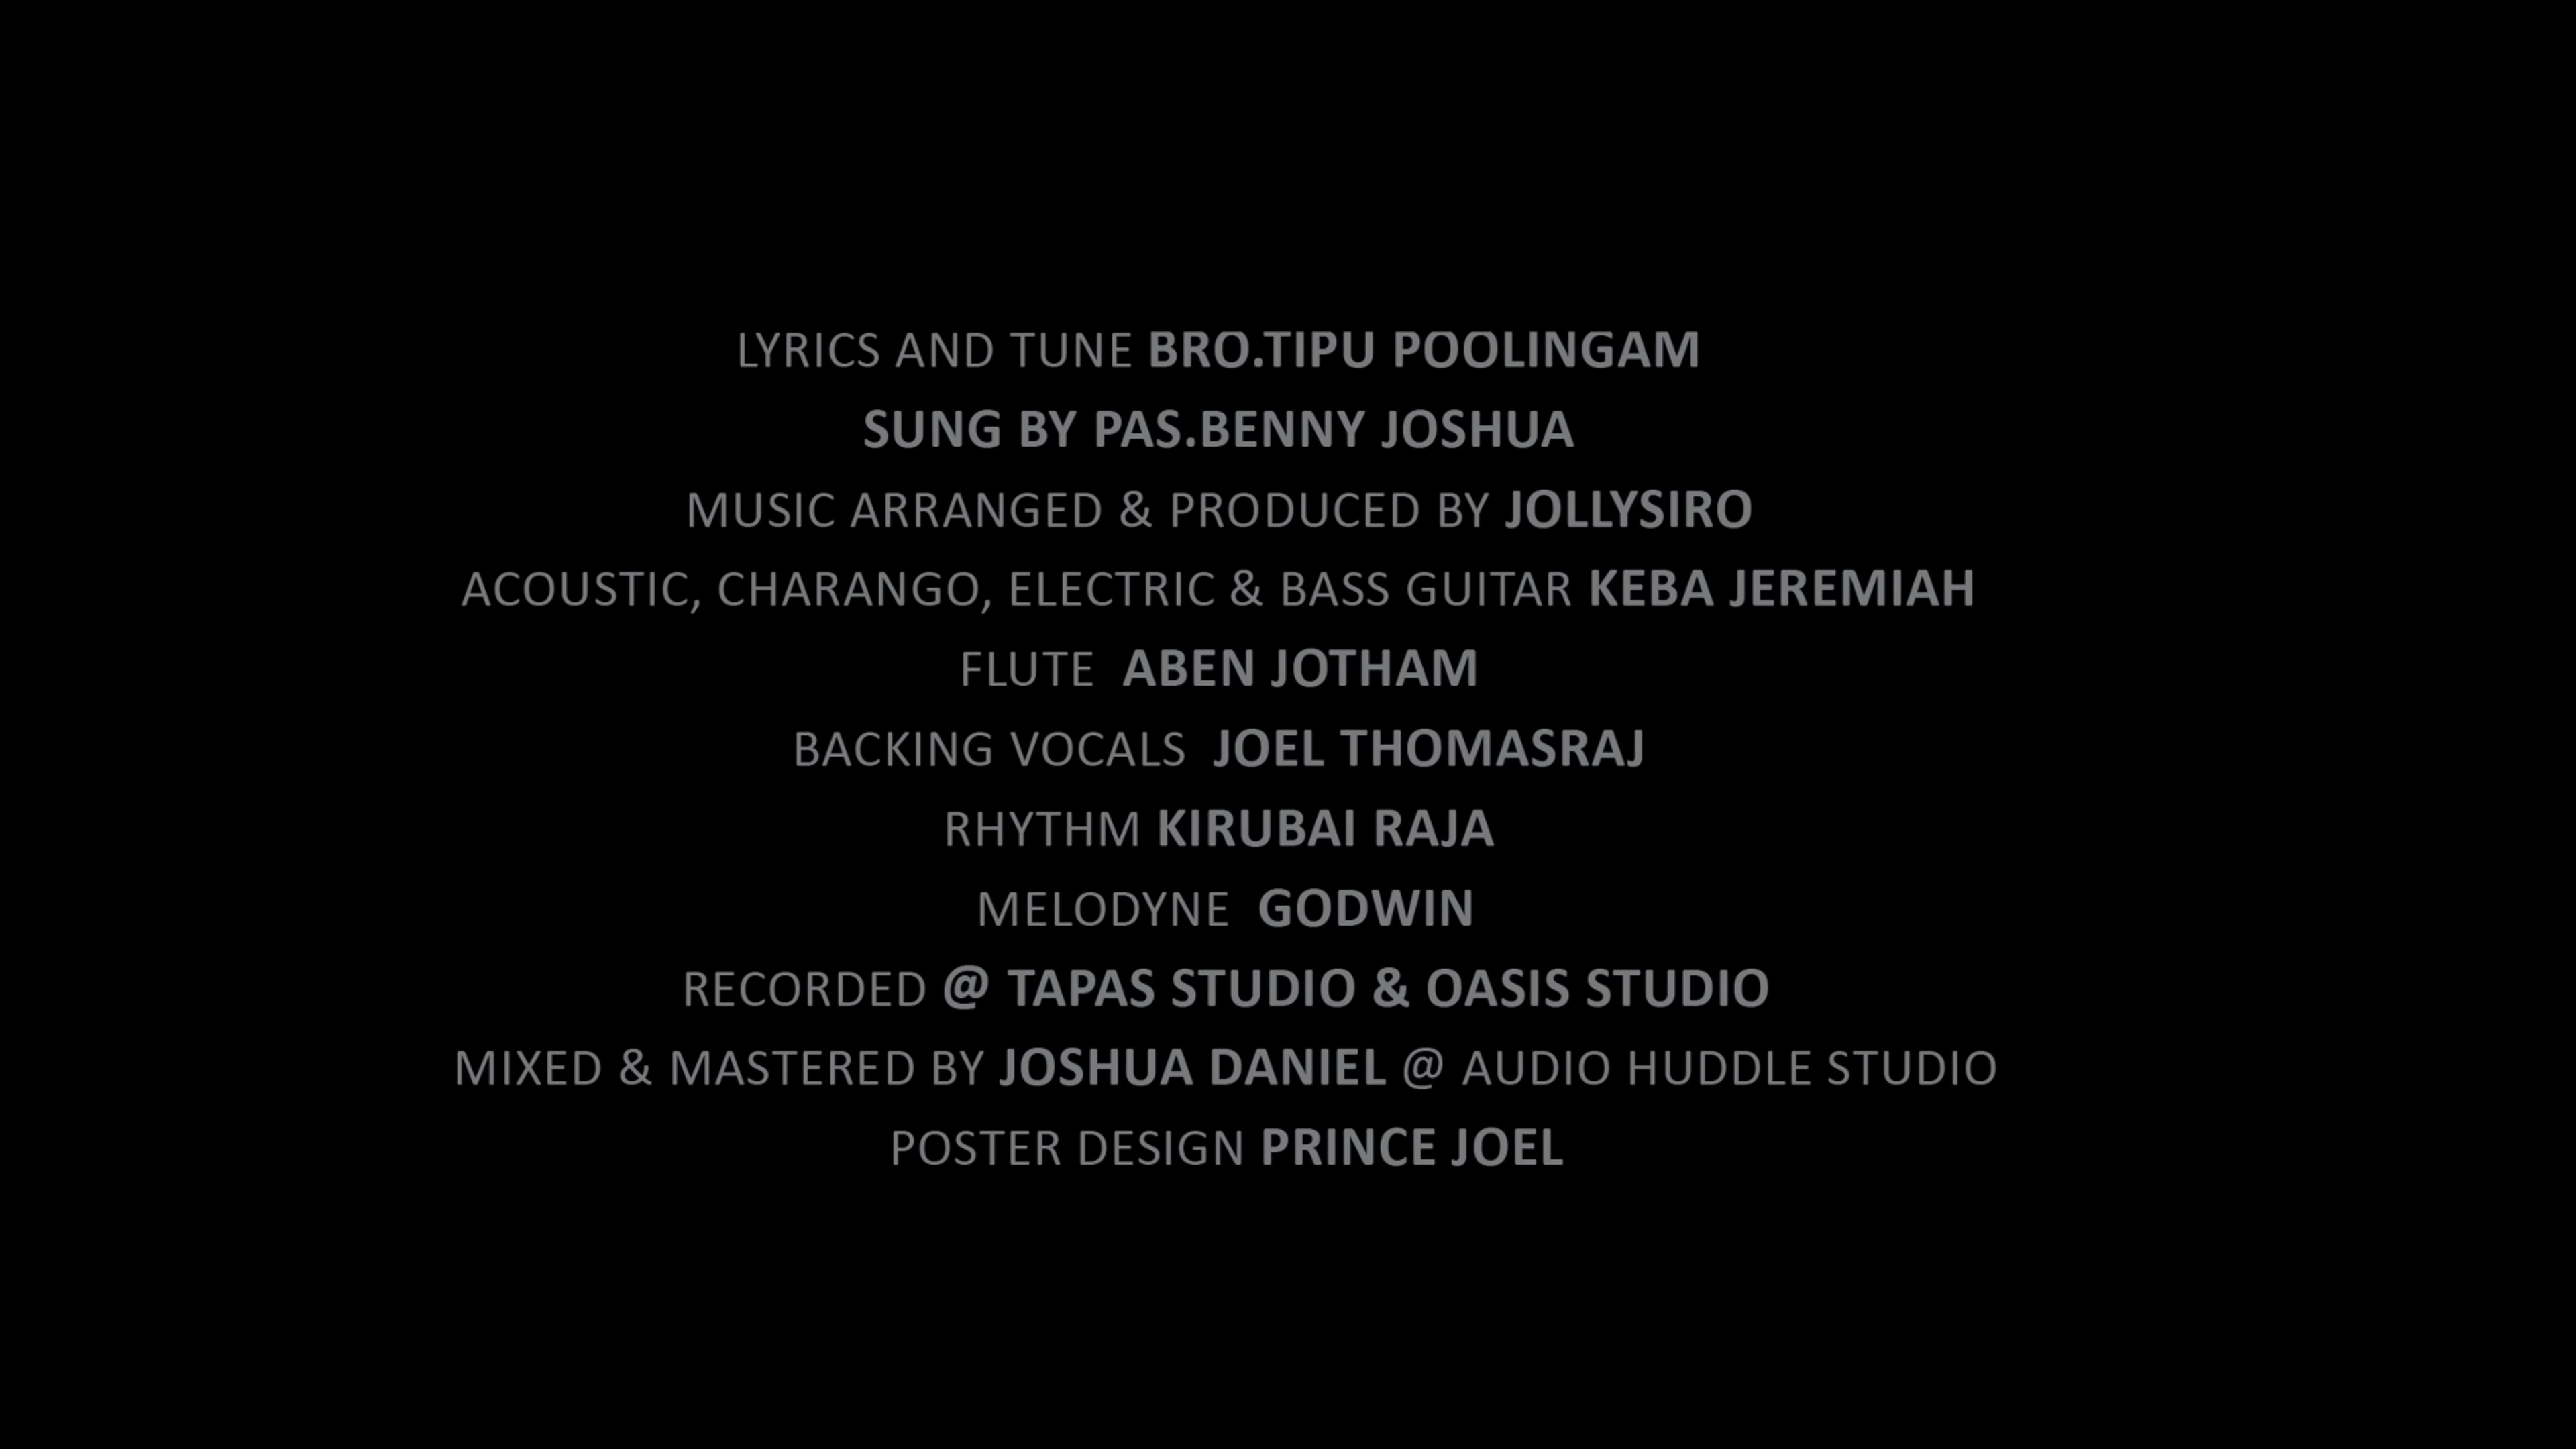 LYRICS AND TUNE BRO.TIPU POOLINGAM
SUNG BY PAS.BENNY JOSHUA
MUSIC ARRANGED & PRODUCED BY JOLLYSIRO
ACOUSTIC, CHARANGO, ELECTRIC & BASS GUITAR KEBA JEREMIAH
FLUTE ABEN JOTHAM
BACKING VOCALS JOEL THOMASRAJ
RHYTHM KIRUBAI RAJA
MELODYNE GODWIN
RECORDED @ TAPAS STUDIO & OASIS STUDIO
MIXED & MASTERED BY JOSHUA DANIEL @ AUDIO HUDDLE STUDIO
POSTER DESIGN PRINCE JOEL